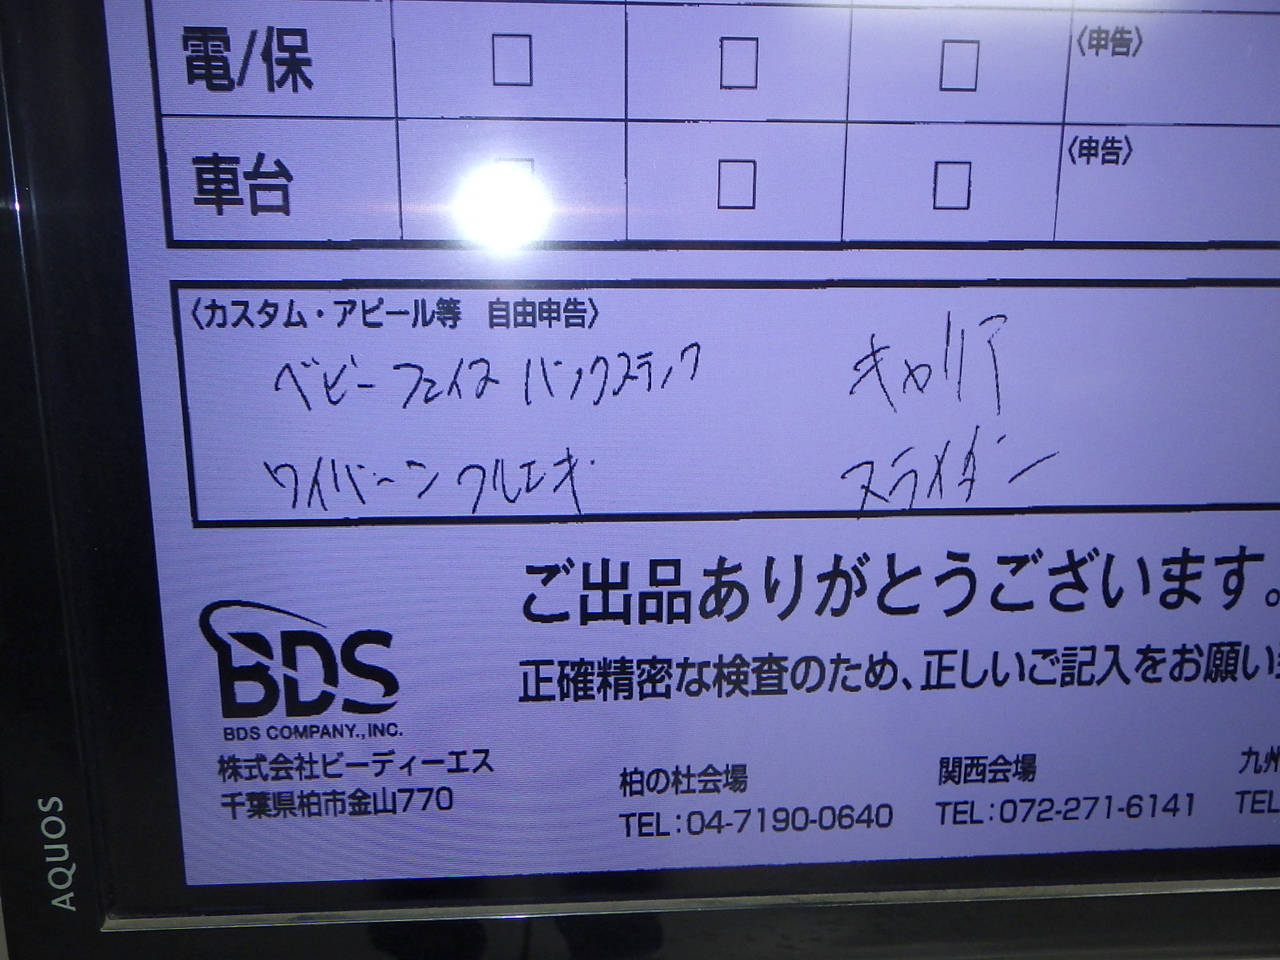 電/保 □ □ □ 〈申告〉
車台 □ □ □ 〈申告〉
〈カスタム・アピール等 自由申告〉
ベビーフェイス バックステップ キャリア
ワイバーン フルエキ スライダー
ご出品ありがとうございます。
正確精密な検査のため、正しいご記入をお願い
BDS
BDS COMPANY.,INC.
株式会社ビーディーエス
千葉県柏市金山770
柏の杜会場
TEL:04-7190-0640
関西会場
TEL:072-271-6141
九州
TEL
AQUOS